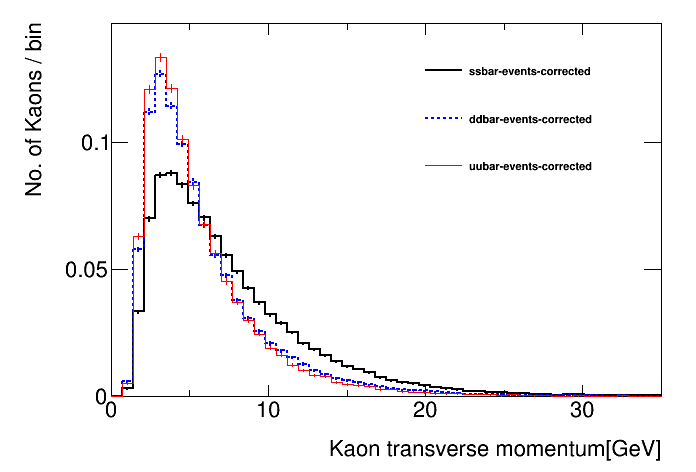 No. of Kaons / bin
ssbar-events-corrected
ddbar-events-corrected
uubar-events-corrected
0.1
0.05
0
0 10 20 30
Kaon transverse momentum[GeV]